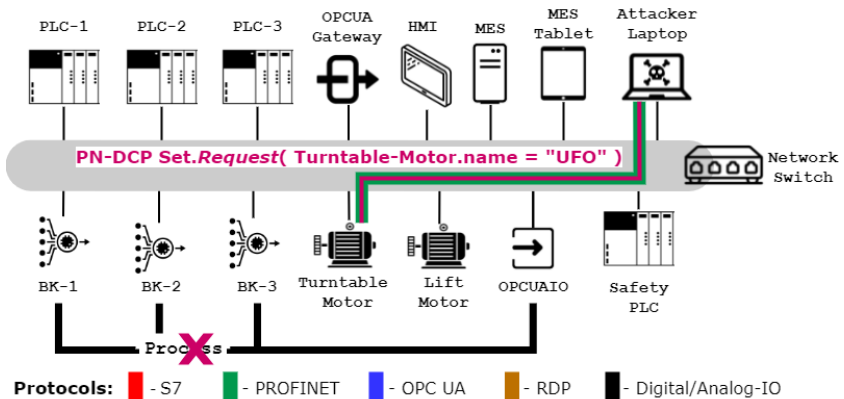 PLC-1
PLC-2
PLC-3
OPCUA
Gateway
HMI
MES
MES
Tablet
Attacker
Laptop
PN-DCP Set.Request( Turntable-Motor.name = "UFO" )
Network
Switch
BK-1
BK-2
BK-3
Turntable
Motor
Lift
Motor
OPCUAIO
Safety
PLC
Process
X
Protocols: - S7 - PROFINET - OPC UA - RDP - Digital/Analog-IO